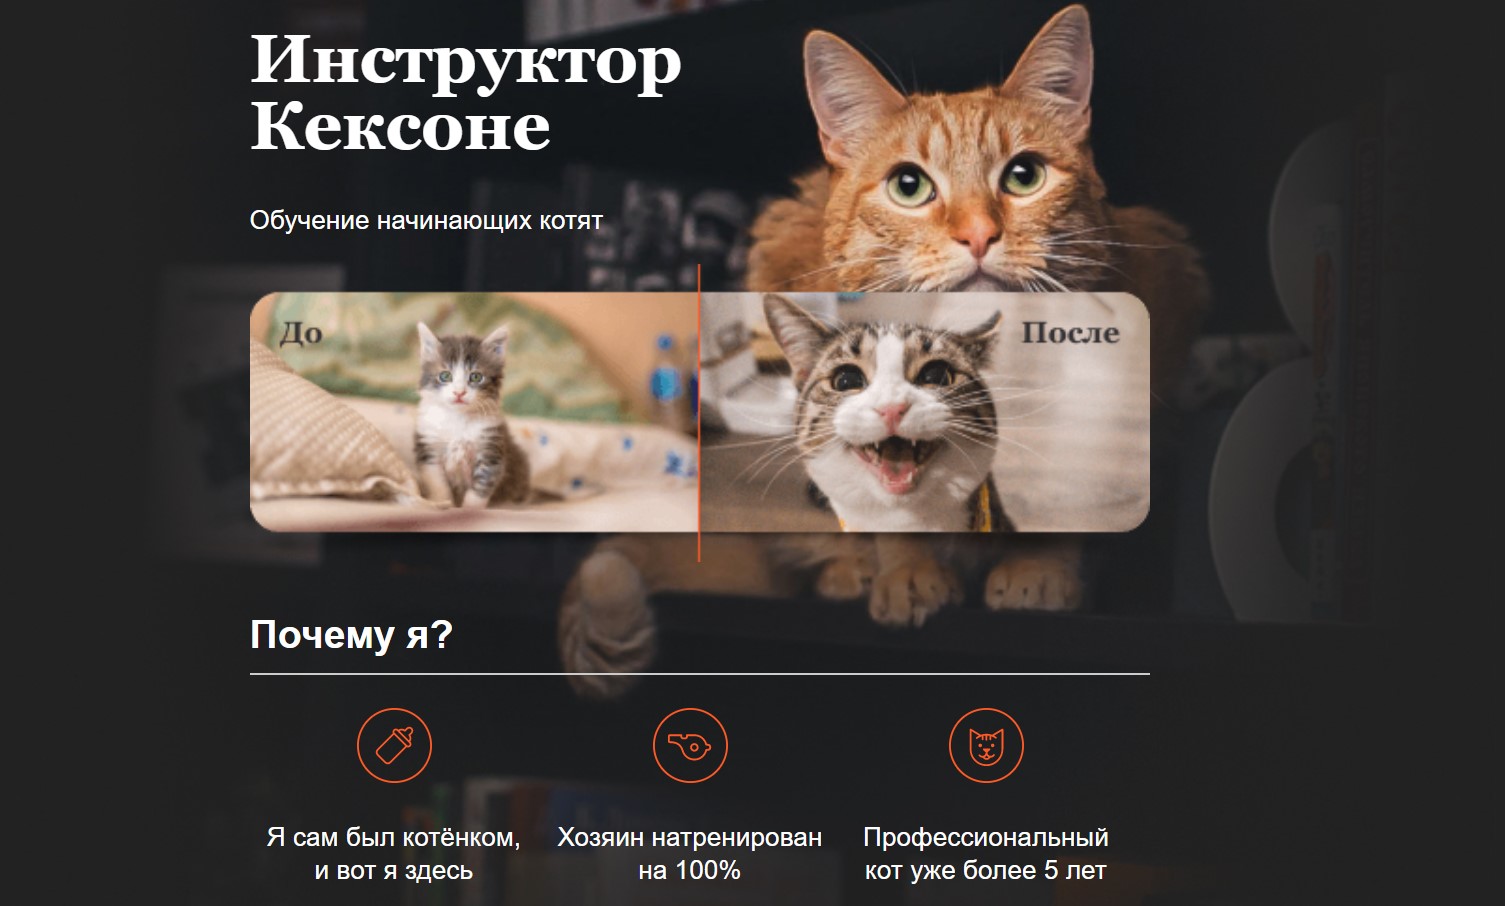 Инструктор
Кексоне
Обучение начинающих котят
До
После
Почему я?
Я сам был котёнком,
и вот я здесь
Хозяин натренирован
на 100%
Профессиональный
кот уже более 5 лет